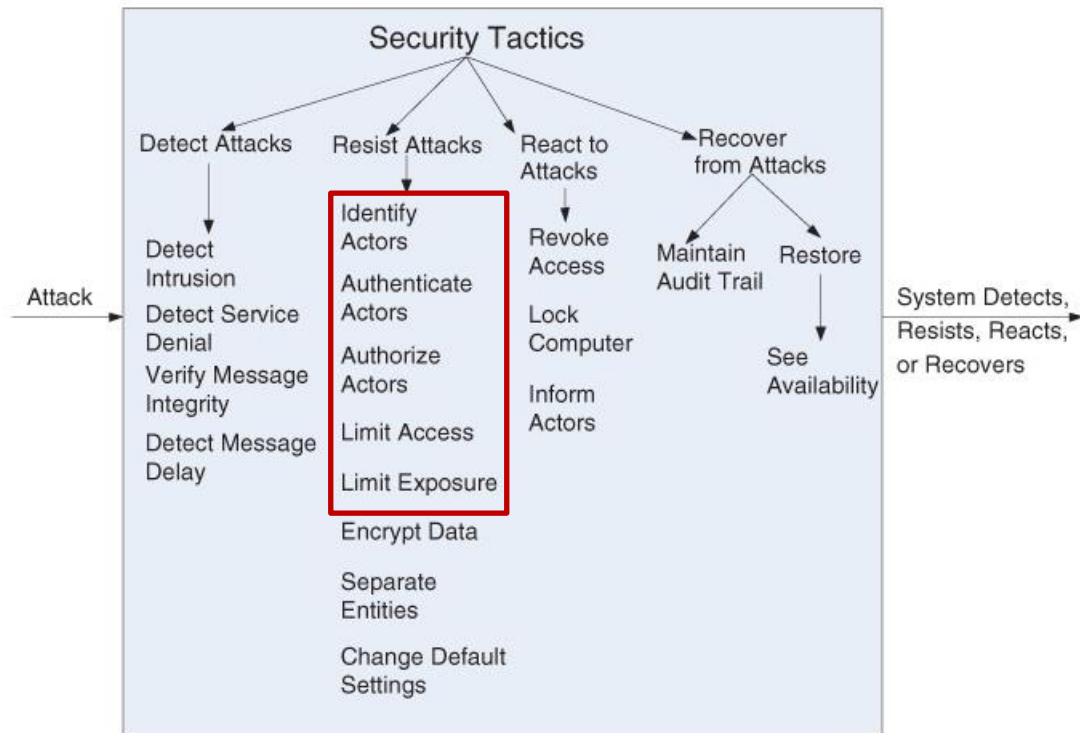 Security Tactics
Detect Attacks
Resist Attacks
React to
Attacks
Recover
from Attacks
Attack
Detect
Intrusion
Detect Service
Denial
Verify Message
Integrity
Detect Message
Delay
Identify
Actors
Authenticate
Actors
Authorize
Actors
Limit Access
Limit Exposure
Encrypt Data
Separate
Entities
Change Default
Settings
Revoke
Access
Lock
Computer
Inform
Actors
Maintain
Audit Trail
Restore
See
Availability
System Detects,
Resists, Reacts,
or Recovers